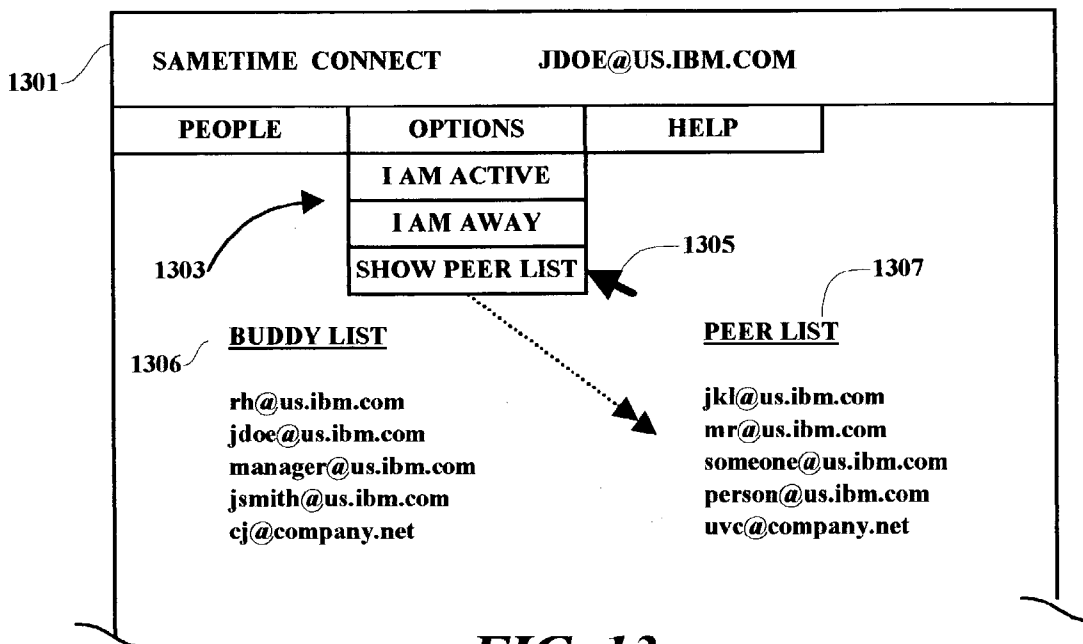 SAMETIME CONNECT JDOE@US.IBM.COM
1301
PEOPLE OPTIONS HELP
I AM ACTIVE
I AM AWAY
1303
SHOW PEER LIST
1305
1307
BUDDY LIST
1306
rh@us.ibm.com
jdoe@us.ibm.com
manager@us.ibm.com
jsmith@us.ibm.com
cj@company.net
PEER LIST
jkl@us.ibm.com
mr@us.ibm.com
someone@us.ibm.com
person@us.ibm.com
uvc@company.net
FIG. 13